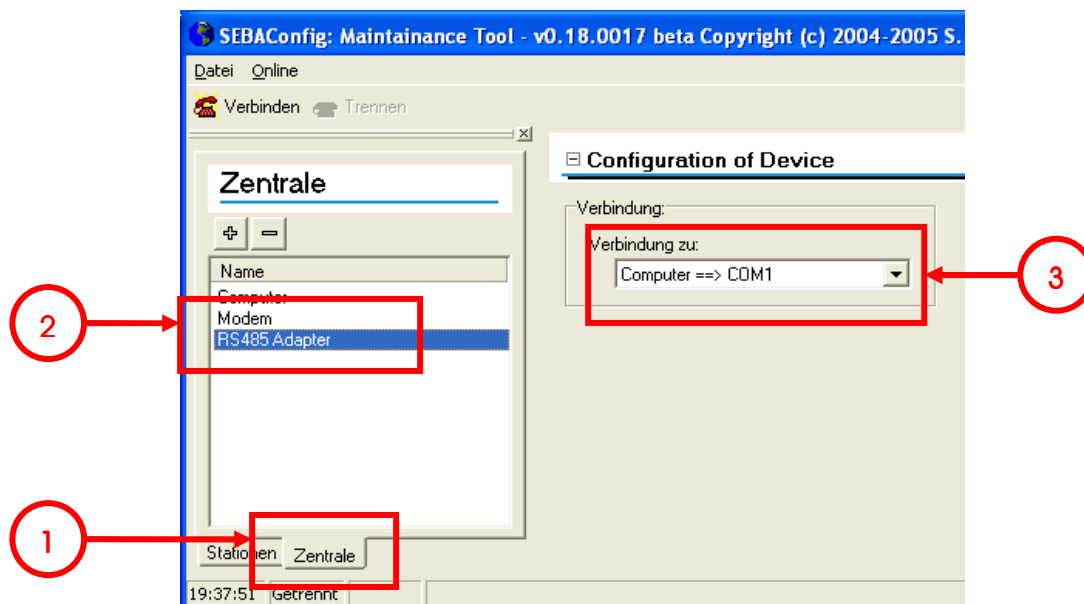 SEBAConfig: Maintainance Tool - v0.18.0017 beta Copyright (c) 2004-2005 S.
Datei Online
Verbinden Trennen
Zentrale
Name
Computer
Modem
RS485 Adapter
Configuration of Device
Verbindung:
Verbindung zu:
Computer ==> COM1
3
2
1
Stationen Zentrale
19:37:51 Getrennt